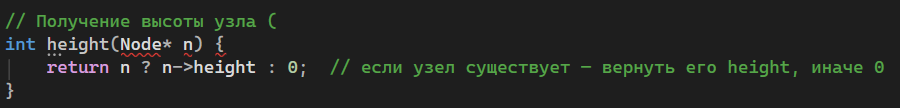 // Получение высоты узла (
int height(Node* n) {
    return n ? n->height : 0;  // если узел существует — вернуть его height, иначе 0
}